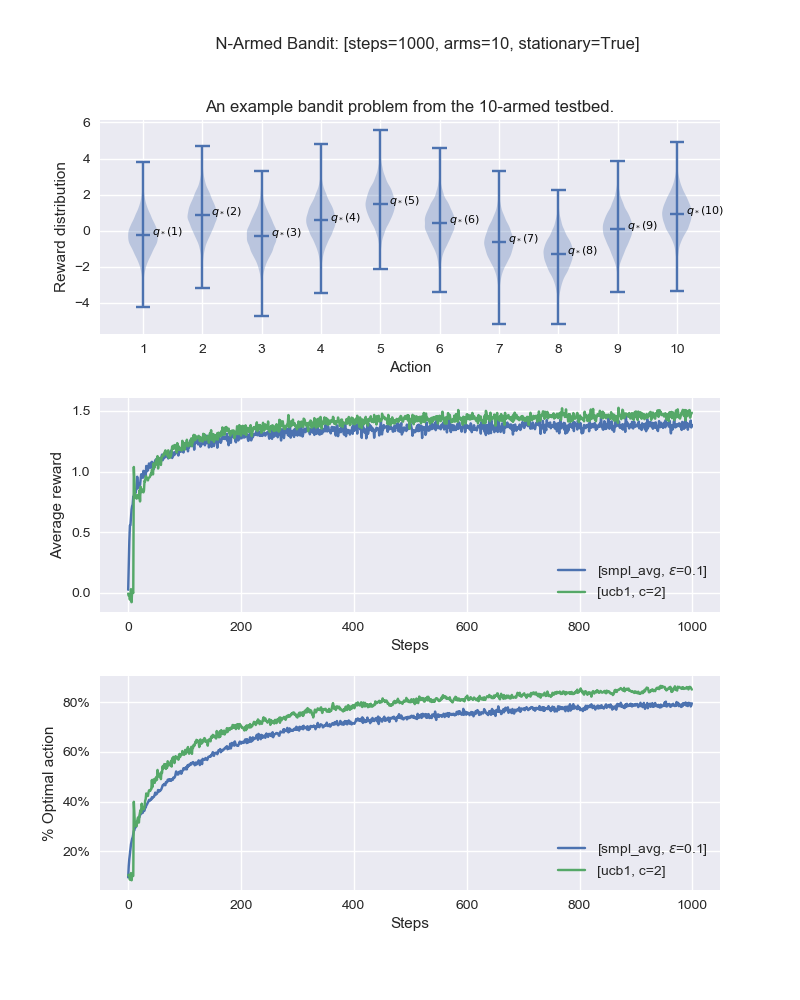 N-Armed Bandit: [steps=1000, arms=10, stationary=True]
An example bandit problem from the 10-armed testbed.
Reward distribution
6
4
2
0
−2
−4
q*(1)
q*(2)
q*(3)
q*(4)
q*(5)
q*(6)
q*(7)
q*(8)
q*(9)
q*(10)
1 2 3 4 5 6 7 8 9 10
Action
Average reward
1.5
1.0
0.5
0.0
[smpl_avg, ε=0.1]
[ucb1, c=2]
0 200 400 600 800 1000
Steps
% Optimal action
80%
60%
40%
20%
[smpl_avg, ε=0.1]
[ucb1, c=2]
0 200 400 600 800 1000
Steps